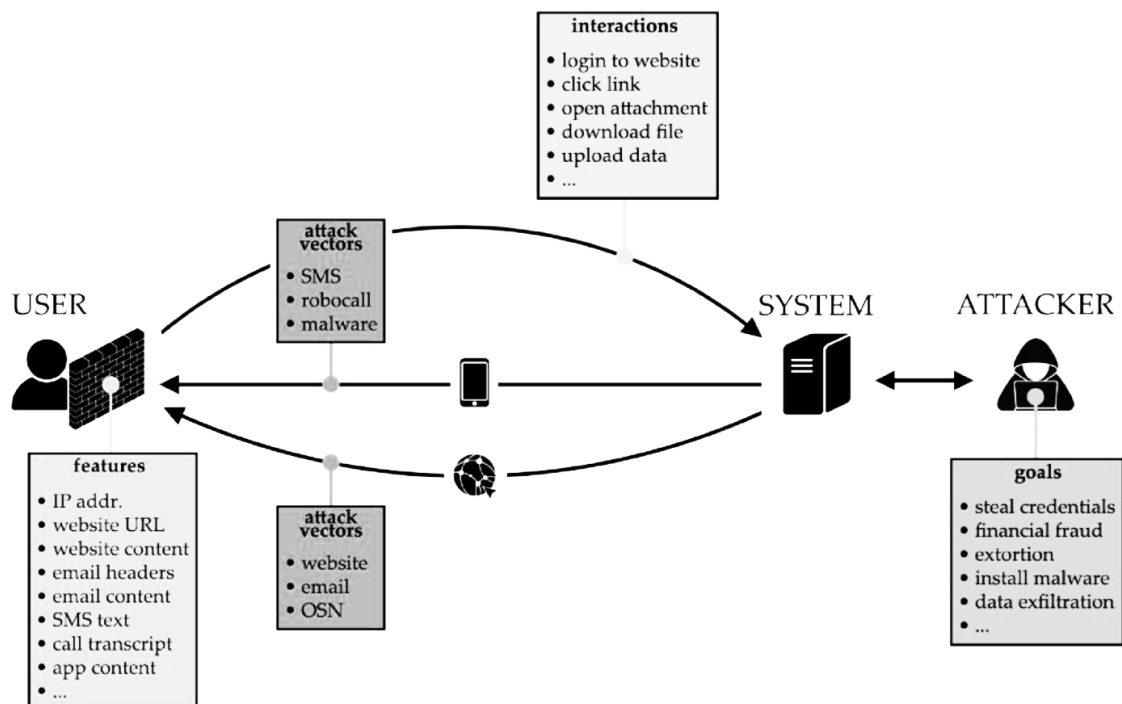 interactions
• login to website
• click link
• open attachment
• download file
• upload data
• ...
attack
vectors
• SMS
• robocall
• malware
USER
SYSTEM
ATTACKER
features
• IP addr.
• website URL
• website content
• email headers
• email content
• SMS text
• call transcript
• app content
• ...
attack
vectors
• website
• email
• OSN
goals
• steal credentials
• financial fraud
• extortion
• install malware
• data exfiltration
• ...